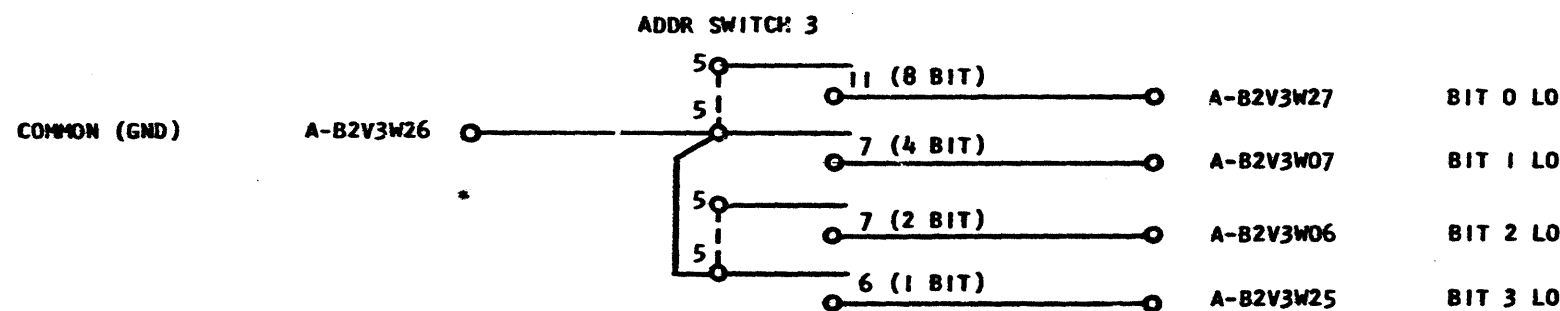 ADDR SWITCH 3
5
11 (8 BIT)
A-B2V3W27 BIT 0 LO
5
COMMON (GND) A-B2V3W26
7 (4 BIT)
A-B2V3W07 BIT 1 LO
*
5
7 (2 BIT)
A-B2V3W06 BIT 2 LO
5
6 (1 BIT)
A-B2V3W25 BIT 3 LO